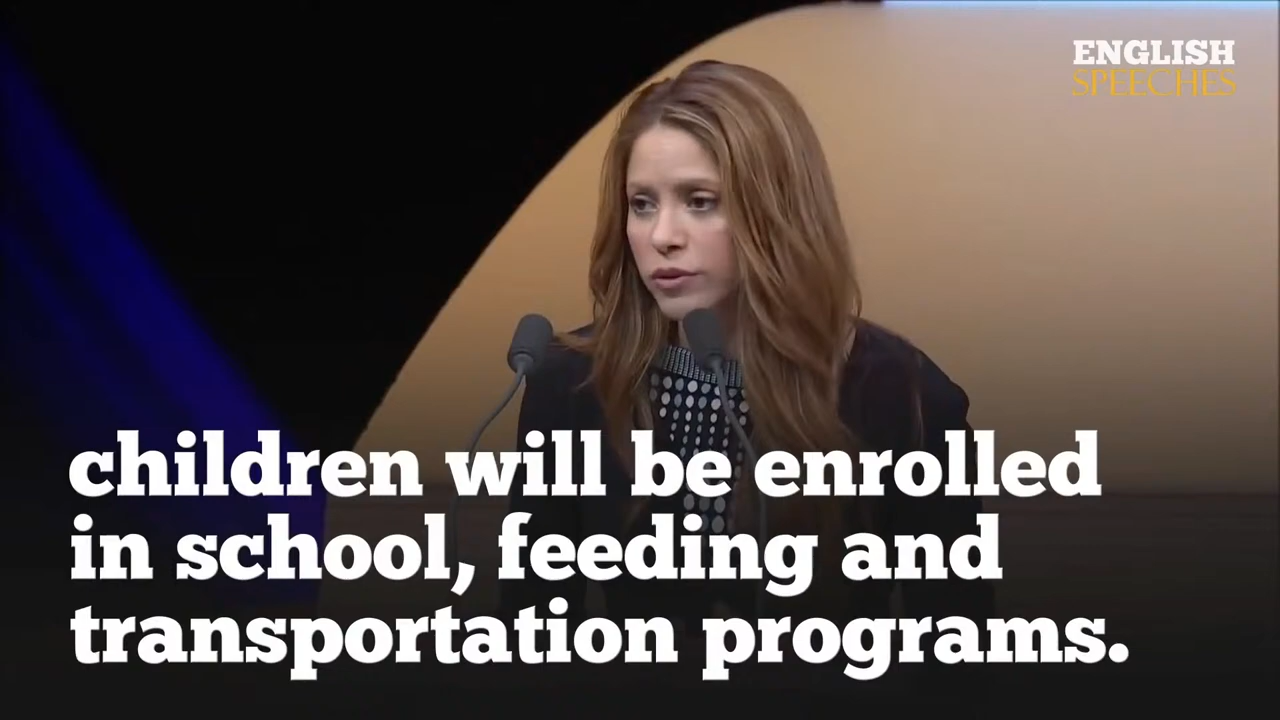 ENGLISH
SPEECHES
children will be enrolled
in school, feeding and
transportation programs.